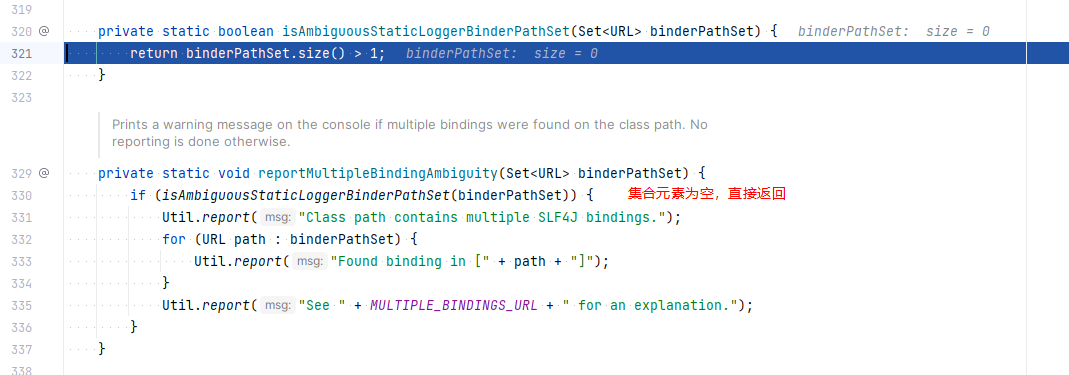 319
320 @ private static boolean isAmbiguousStaticLoggerBinderPathSet(Set<URL> binderPathSet) { binderPathSet: size = 0
321 return binderPathSet.size() > 1; binderPathSet: size = 0
322 }
323
Prints a warning message on the console if multiple bindings were found on the class path. No
reporting is done otherwise.
329 @ private static void reportMultipleBindingAmbiguity(Set<URL> binderPathSet) {
330 if (isAmbiguousStaticLoggerBinderPathSet(binderPathSet)) { 集合元素为空，直接返回
331 Util.report( msg: "Class path contains multiple SLF4J bindings.");
332 for (URL path : binderPathSet) {
333 Util.report( msg: "Found binding in [" + path + "]");
334 }
335 Util.report( msg: "See " + MULTIPLE_BINDINGS_URL + " for an explanation.");
336 }
337 }
338